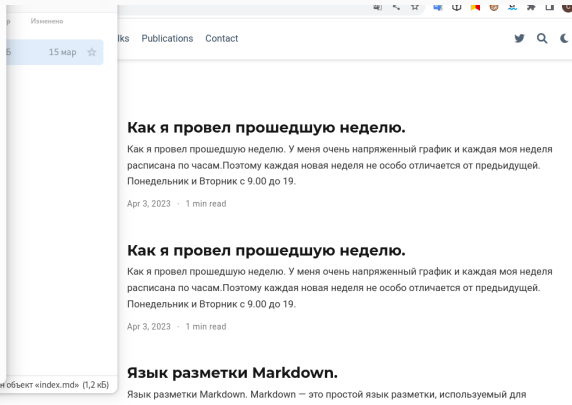 Изменено
15 мар
Publications Contact
Как я провел прошедшую неделю.
Как я провел прошедшую неделю. У меня очень напряженный график и каждая моя неделя
расписана по часам.Поэтому каждая новая неделя не особо отличается от предыдущей.
Понедельник и Вторник с 9.00 до 19.
Apr 3, 2023 · 1 min read
Как я провел прошедшую неделю.
Как я провел прошедшую неделю. У меня очень напряженный график и каждая моя неделя
расписана по часам.Поэтому каждая новая неделя не особо отличается от предыдущей.
Понедельник и Вторник с 9.00 до 19.
Apr 3, 2023 · 1 min read
Язык разметки Markdown.
объект «index.md» (1,2 кБ)
Язык разметки Markdown. Markdown — это простой язык разметки, используемый для